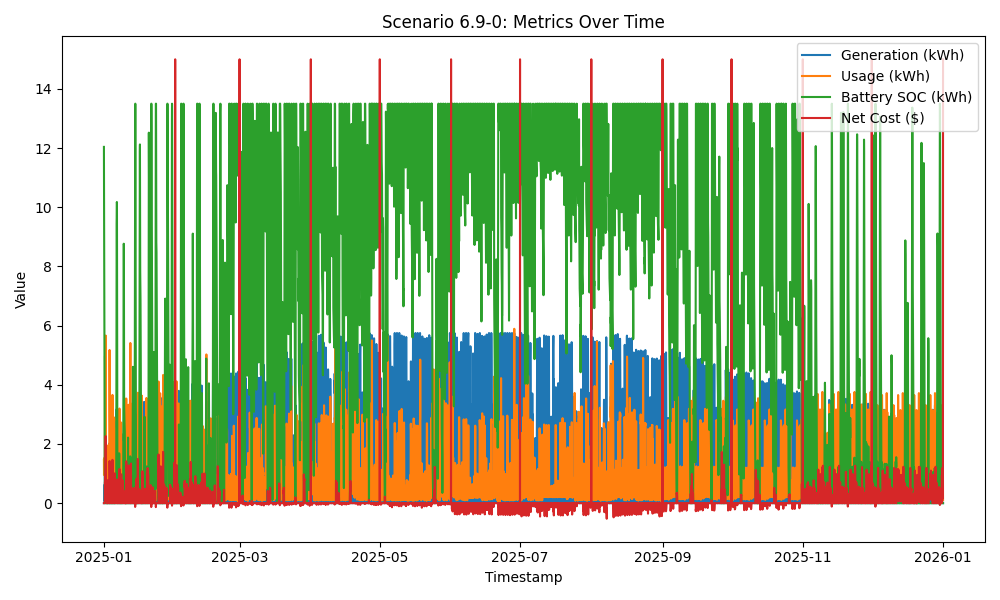 Scenario 6.9-0: Metrics Over Time
Generation (kWh)
Usage (kWh)
Battery SOC (kWh)
Net Cost ($)
Value
14
12
10
8
6
4
2
0
2025-01
2025-03
2025-05
2025-07
2025-09
2025-11
2026-01
Timestamp